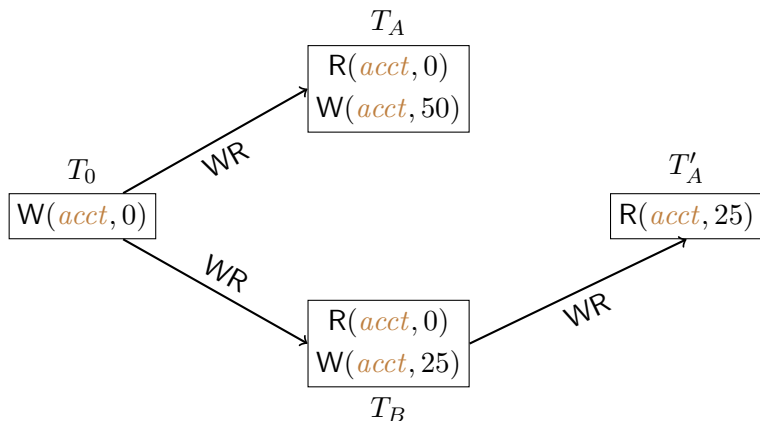 T_A
R(acct, 0)
W(acct, 50)
WR
T_0
W(acct, 0)
T'_A
R(acct, 25)
WR
R(acct, 0)
W(acct, 25)
WR
T_B